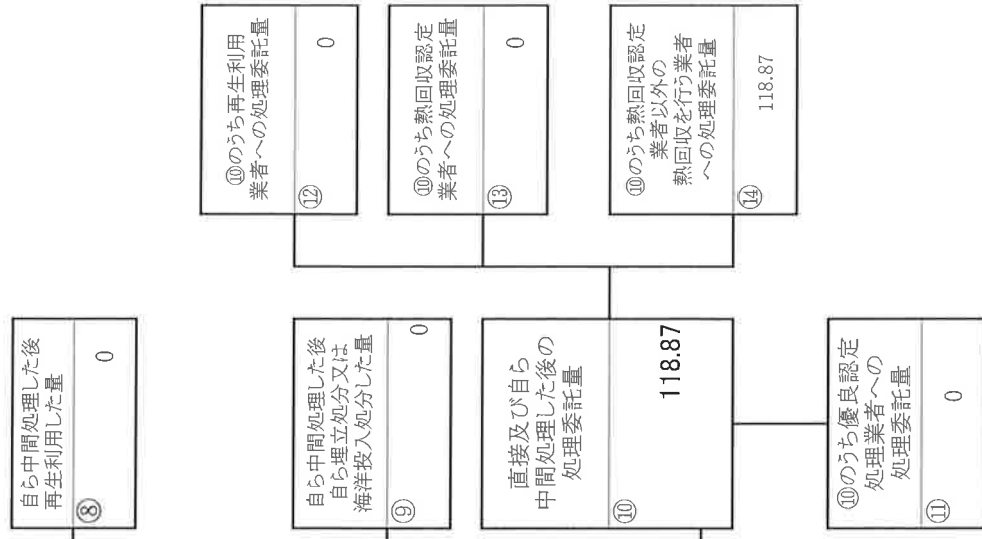 自ら中間処理した後
再生利用した量
⑧
0
自ら中間処理した後
自ら埋立処分又は
海洋投入処分した量
⑨
0
直接及び自ら
中間処理した後の
処理委託量
⑩
118.87
⑩のうち優良認定
処理業者への
処理委託量
⑪
0
⑩のうち再生利用
業者への処理委託量
⑫
0
⑩のうち熱回収認定
業者への処理委託量
⑬
0
⑩のうち熱回収認定
業者以外の
熱回収を行う業者
への処理委託量
⑭
118.87